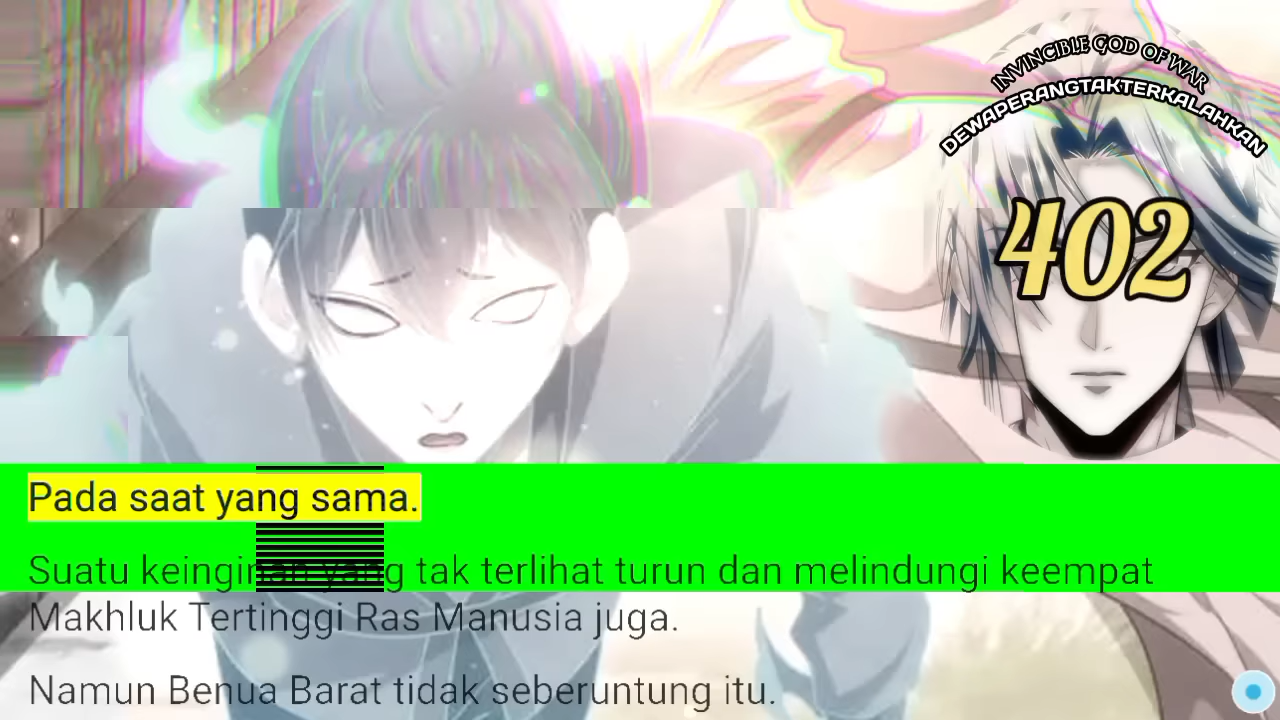 INVINCIBLE GOD OF WAR
DEWAPERANGTAKTERKALAHKAN
402
Pada saat yang sama.
Suatu keinginan yang tak terlihat turun dan melindungi keempat
Makhluk Tertinggi Ras Manusia juga.
Namun Benua Barat tidak seberuntung itu.